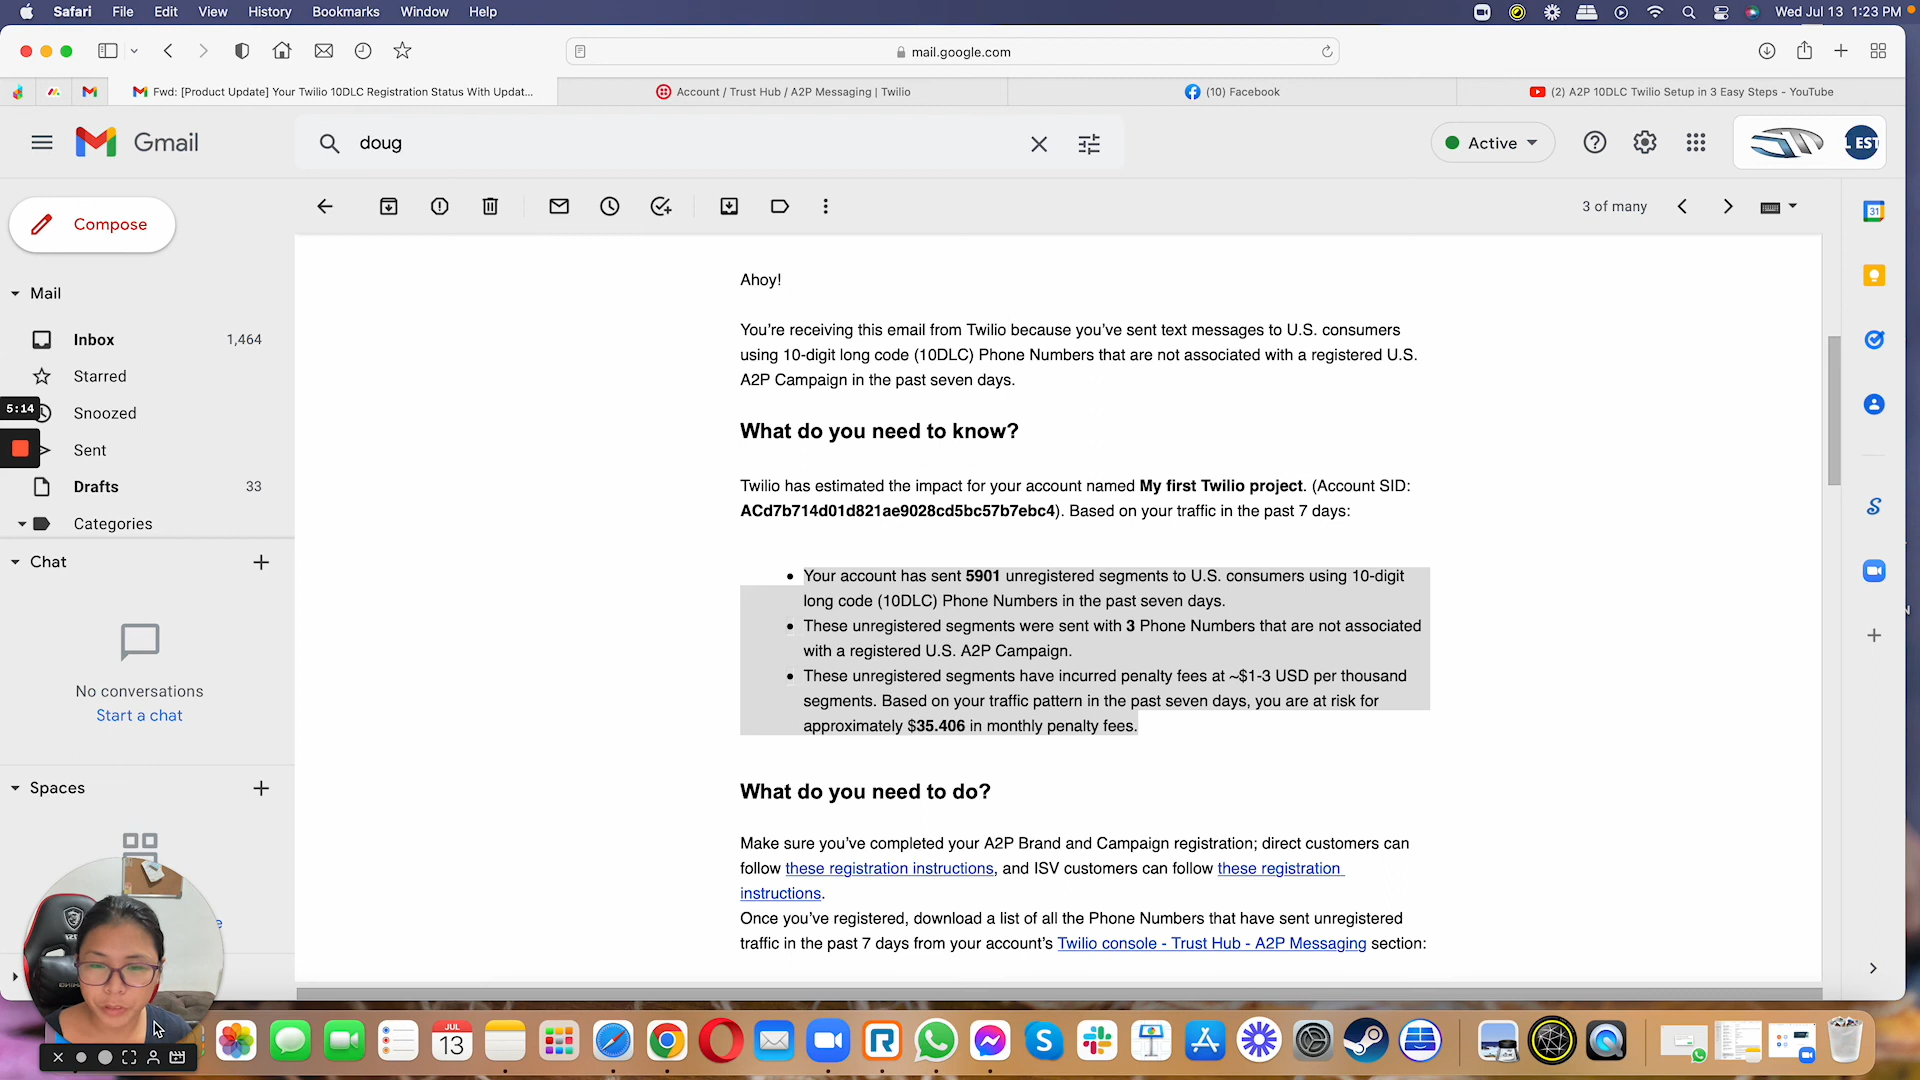 Safari File Edit View History Bookmarks Window Help
Wed Jul 13 1:23 PM
mail.google.com
Fwd: [Product Update] Your Twilio 10DLC Registration Status With Updat...
Account / Trust Hub / A2P Messaging | Twilio
(10) Facebook
(2) A2P 10DLC Twilio Setup in 3 Easy Steps - YouTube
Gmail
doug
Active
EST
Compose
3 of many
31
Mail
Inbox 1,464
Starred
5:14
Snoozed
Sent
Drafts 33
Categories
Chat
No conversations
Start a chat
Spaces
Ahoy!
You're receiving this email from Twilio because you've sent text messages to U.S. consumers
using 10-digit long code (10DLC) Phone Numbers that are not associated with a registered U.S.
A2P Campaign in the past seven days.
What do you need to know?
Twilio has estimated the impact for your account named My first Twilio project. (Account SID:
ACd7b714d01d821ae9028cd5bc57b7ebc4). Based on your traffic in the past 7 days:
• Your account has sent 5901 unregistered segments to U.S. consumers using 10-digit
long code (10DLC) Phone Numbers in the past seven days.
• These unregistered segments were sent with 3 Phone Numbers that are not associated
with a registered U.S. A2P Campaign.
• These unregistered segments have incurred penalty fees at ~$1-3 USD per thousand
segments. Based on your traffic pattern in the past seven days, you are at risk for
approximately $35.406 in monthly penalty fees.
What do you need to do?
Make sure you've completed your A2P Brand and Campaign registration; direct customers can
follow these registration instructions, and ISV customers can follow these registration
instructions.
Once you've registered, download a list of all the Phone Numbers that have sent unregistered
traffic in the past 7 days from your account's Twilio console - Trust Hub - A2P Messaging section:
JUL
13